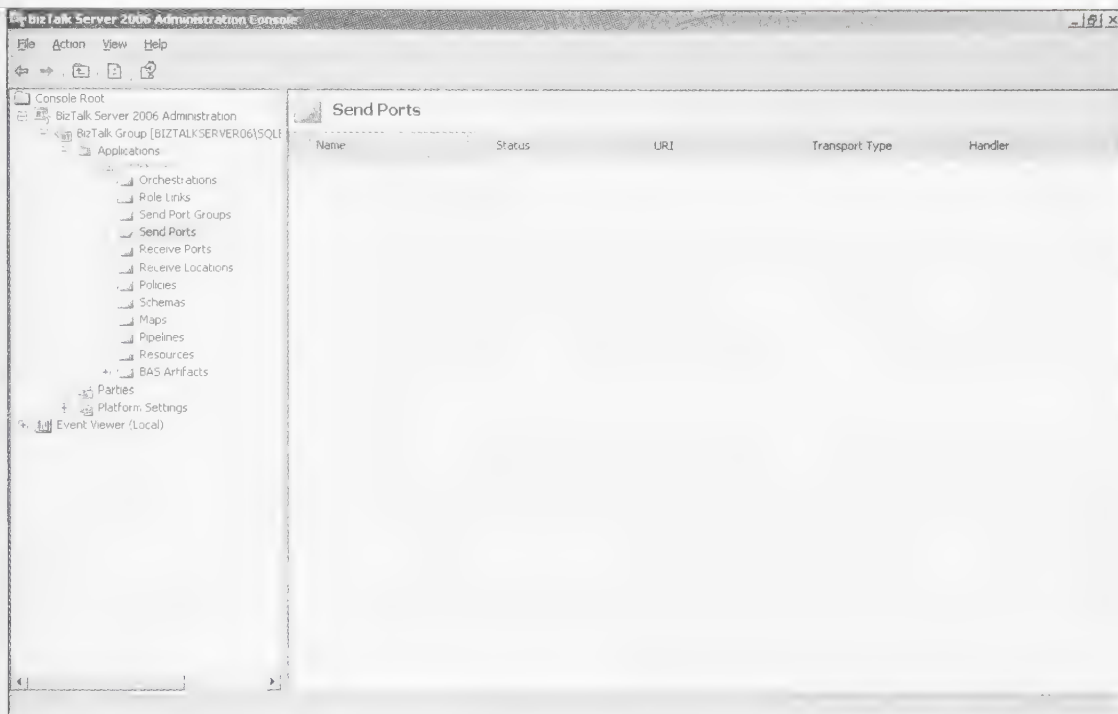 BizTalk Server 2006 Administration Console
File Action View Help
Console Root
BizTalk Server 2006 Administration
BizTalk Group [BIZTALKSERVER06\SQLE
Applications
Orchestrations
Role Links
Send Port Groups
Send Ports
Receive Ports
Receive Locations
Policies
Schemas
Maps
Pipelines
Resources
BAS Artifacts
Parties
Platform Settings
Event Viewer (Local)
Send Ports
Name Status URI Transport Type Handler